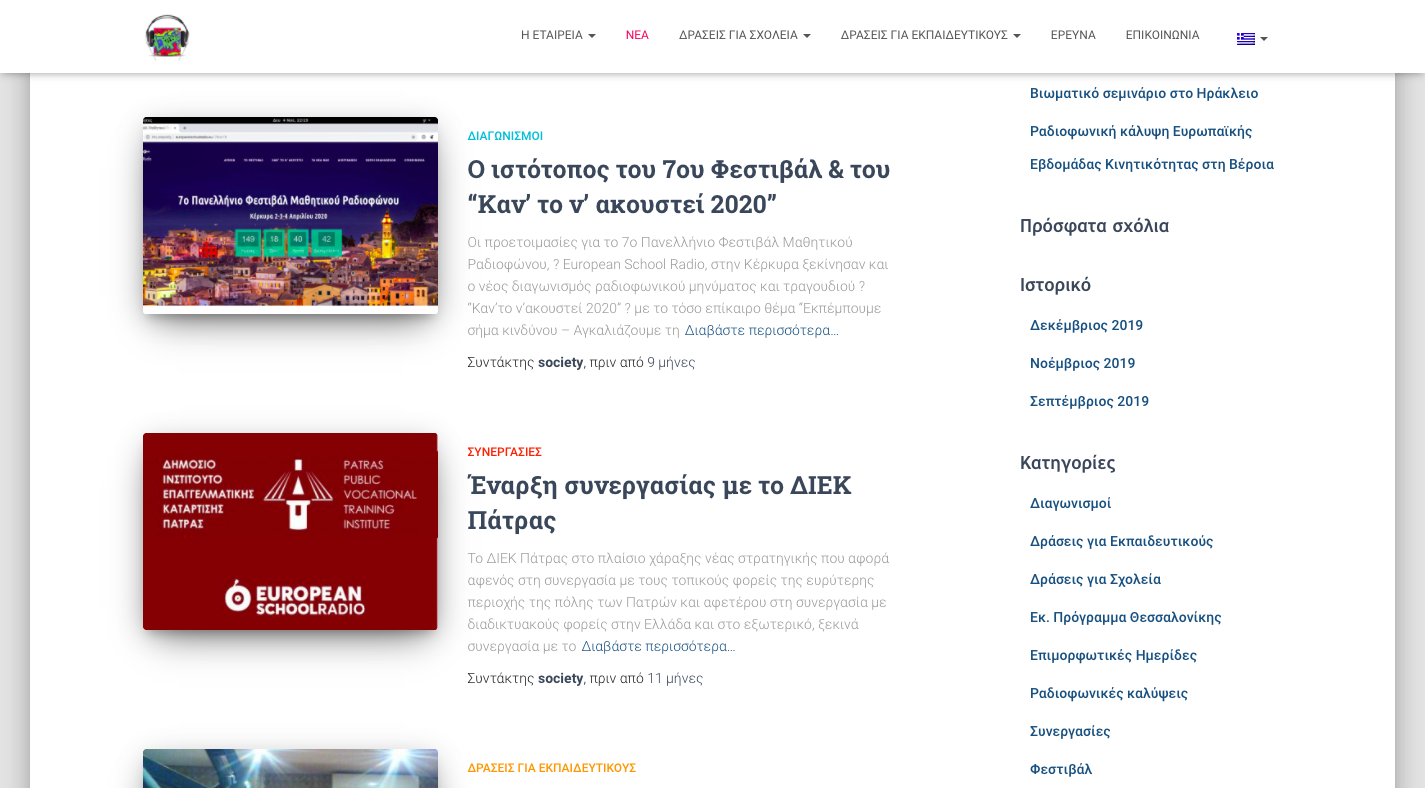 Η ΕΤΑΙΡΕΙΑ
ΝΕΑ
ΔΡΑΣΕΙΣ ΓΙΑ ΣΧΟΛΕΙΑ
ΔΡΑΣΕΙΣ ΓΙΑ ΕΚΠΑΙΔΕΥΤΙΚΟΥΣ
ΕΡΕΥΝΑ
ΕΠΙΚΟΙΝΩΝΙΑ
7ο Πανελλήνιο Φεστιβάλ Μαθητικού Ραδιοφώνου
Κέρκυρα 2-3-4 Απριλίου 2020
149 18 40 42
ΔΙΑΓΩΝΙΣΜΟΙ
Ο ιστότοπος του 7ου Φεστιβάλ & του
“Καν’ το ν’ ακουστεί 2020”
Οι προετοιμασίες για το 7ο Πανελλήνιο Φεστιβάλ Μαθητικού
Ραδιοφώνου, ? European School Radio, στην Κέρκυρα ξεκίνησαν και
ο νέος διαγωνισμός ραδιοφωνικού μηνύματος και τραγουδιού ?
“Καν’το ν’ακουστεί 2020” ? με το τόσο επίκαιρο θέμα “Εκπέμπουμε
σήμα κινδύνου – Αγκαλιάζουμε τη Διαβάστε περισσότερα…
Συντάκτης society, πριν από 9 μήνες
ΔΗΜΟΣΙΟ
ΙΝΣΤΙΤΟΥΤΟ
ΕΠΑΓΓΕΛΜΑΤΙΚΗΣ
ΚΑΤΑΡΤΙΣΗΣ
ΠΑΤΡΑΣ
PATRAS
PUBLIC
VOCATIONAL
TRAINING
INSTITUTE
EUROPEAN
SCHOOLRADIO
ΣΥΝΕΡΓΑΣΙΕΣ
Έναρξη συνεργασίας με το ΔΙΕΚ
Πάτρας
Το ΔΙΕΚ Πάτρας στο πλαίσιο χάραξης νέας στρατηγικής που αφορά
αφενός στη συνεργασία με τους τοπικούς φορείς της ευρύτερης
περιοχής της πόλης των Πατρών και αφετέρου στη συνεργασία με
διαδικτυακούς φορείς στην Ελλάδα και στο εξωτερικό, ξεκινά
συνεργασία με το Διαβάστε περισσότερα…
Συντάκτης society, πριν από 11 μήνες
ΔΡΑΣΕΙΣ ΓΙΑ ΕΚΠΑΙΔΕΥΤΙΚΟΥΣ
Βιωματικό σεμινάριο στο Ηράκλειο
Ραδιοφωνική κάλυψη Ευρωπαϊκής
Εβδομάδας Κινητικότητας στη Βέροια
Πρόσφατα σχόλια
Ιστορικό
Δεκέμβριος 2019
Νοέμβριος 2019
Σεπτέμβριος 2019
Κατηγορίες
Διαγωνισμοί
Δράσεις για Εκπαιδευτικούς
Δράσεις για Σχολεία
Εκ. Πρόγραμμα Θεσσαλονίκης
Επιμορφωτικές Ημερίδες
Ραδιοφωνικές καλύψεις
Συνεργασίες
Φεστιβάλ